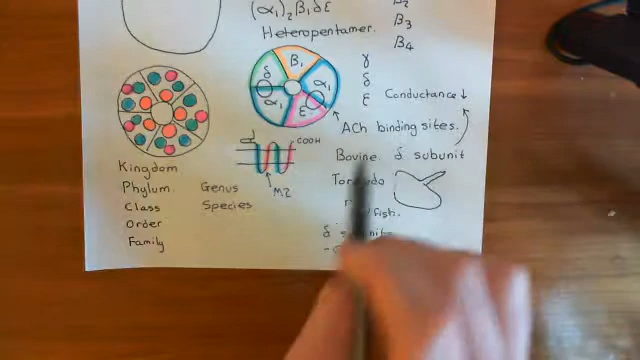 (α₁)₂ β₁ δ ε
β₂
Heteropentamer.
β₃
β₄
β₁
δ
α₁
α₁
ε
γ
δ
ε
Conductance ↓
ACh binding sites.
COOH
M2
Bovine δ subunit
Kingdom
Phylum
Class
Order
Family
Genus
Species
fish.